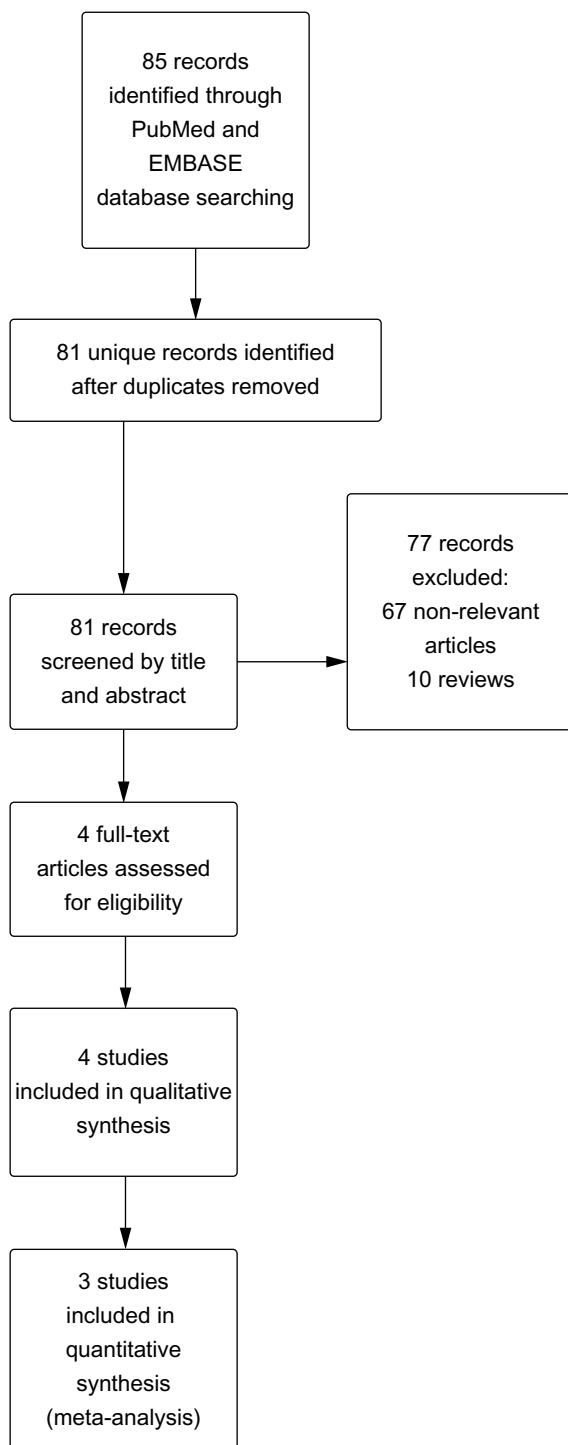 85 records
identified through
PubMed and
EMBASE
database searching
81 unique records identified
after duplicates removed
77 records
excluded:
67 non-relevant
articles
10 reviews
81 records
screened by title
and abstract
4 full-text
articles assessed
for eligibility
4 studies
included in qualitative
synthesis
3 studies
included in
quantitative
synthesis
(meta-analysis)